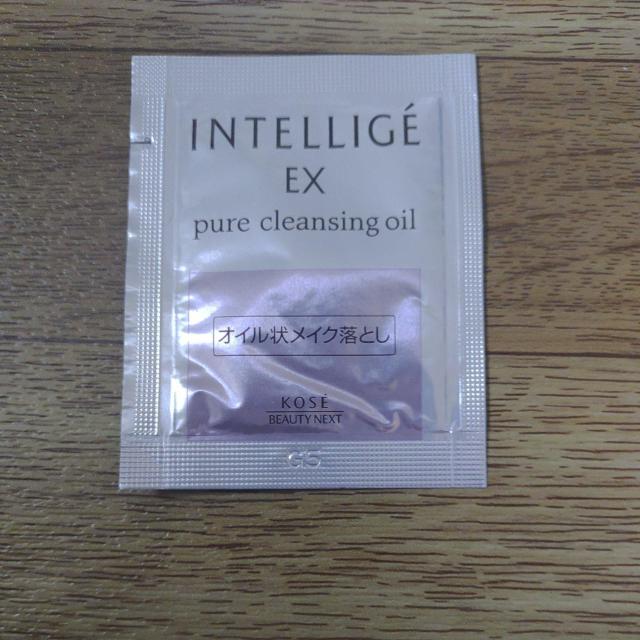 INTELLIGÉ
EX
pure cleansing oil
オイル状メイク落とし
KOSÉ
BEAUTY NEXT